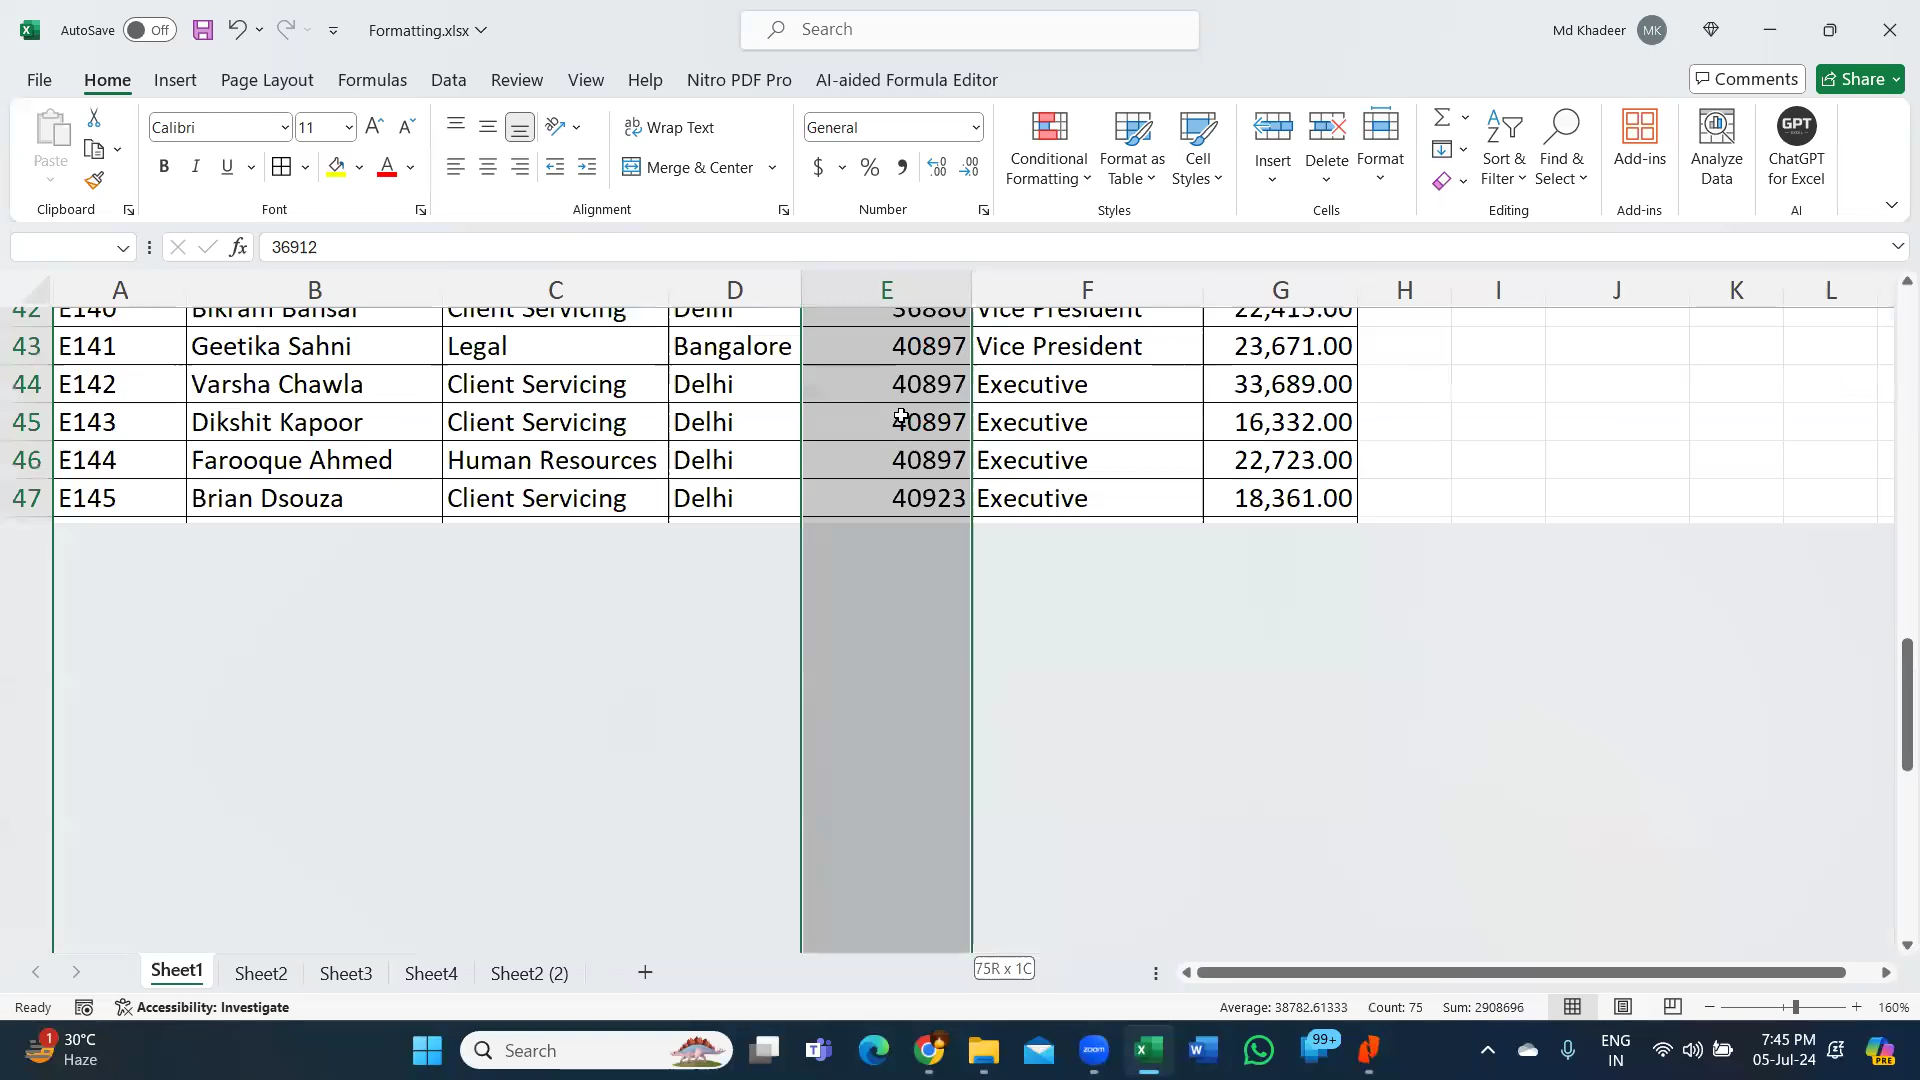 AutoSave Off Formatting.xlsx Search Md Khadeer MK
File Home Insert Page Layout Formulas Data Review View Help Nitro PDF Pro AI-aided Formula Editor Comments Share
Paste Calibri 11 Wrap Text General Conditional Formatting Format as Table Cell Styles Insert Delete Format Sort & Filter Find & Select Add-ins Analyze Data GPT ChatGPT for Excel
B I U A Merge & Center $ % , .00
Clipboard Font Alignment Number Styles Cells Editing Add-ins AI
fx 36912
A B C D E F G H I J K L
42 E140 Bikram Bansal Client Servicing Delhi 36880 Vice President 22,415.00
43 E141 Geetika Sahni Legal Bangalore 40897 Vice President 23,671.00
44 E142 Varsha Chawla Client Servicing Delhi 40897 Executive 33,689.00
45 E143 Dikshit Kapoor Client Servicing Delhi 40897 Executive 16,332.00
46 E144 Farooque Ahmed Human Resources Delhi 40897 Executive 22,723.00
47 E145 Brian Dsouza Client Servicing Delhi 40923 Executive 18,361.00
Sheet1 Sheet2 Sheet3 Sheet4 Sheet2 (2) 75R x 1C
Ready Accessibility: Investigate Average: 38782.61333 Count: 75 Sum: 2908696 160%
1 30°C Search zoom 99+ ENG 7:45 PM
Haze IN 05-Jul-24 PRE